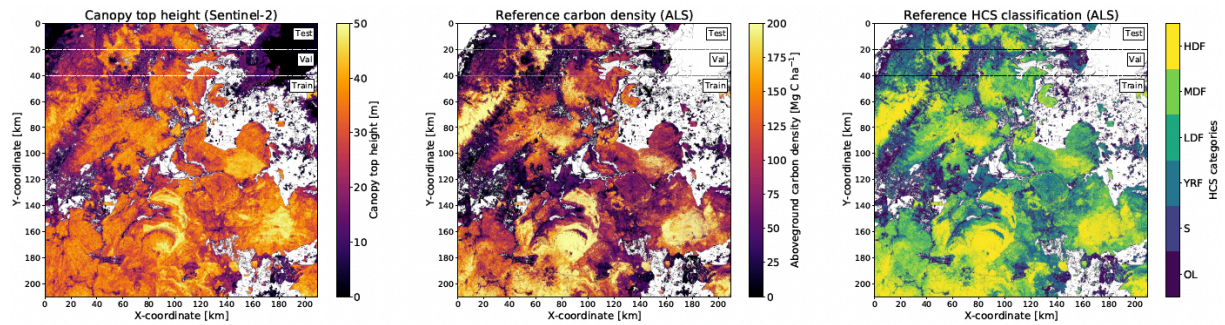 Canopy top height (Sentinel-2)
Test
Val
Train
0
20
40
60
80
100
120
140
160
180
200
Y-coordinate [km]
0 20 40 60 80 100 120 140 160 180 200
X-coordinate [km]
50
40
30
20
10
0
Canopy top height [m]
Reference carbon density (ALS)
Test
Val
Train
0
20
40
60
80
100
120
140
160
180
200
Y-coordinate [km]
0 20 40 60 80 100 120 140 160 180 200
X-coordinate [km]
200
175
150
125
100
75
50
25
0
Aboveground carbon density [Mg C ha⁻¹]
Reference HCS classification (ALS)
Test
Val
Train
0
20
40
60
80
100
120
140
160
180
200
Y-coordinate [km]
0 20 40 60 80 100 120 140 160 180 200
X-coordinate [km]
HDF
MDF
LDF
YRF
S
OL
HCS categories